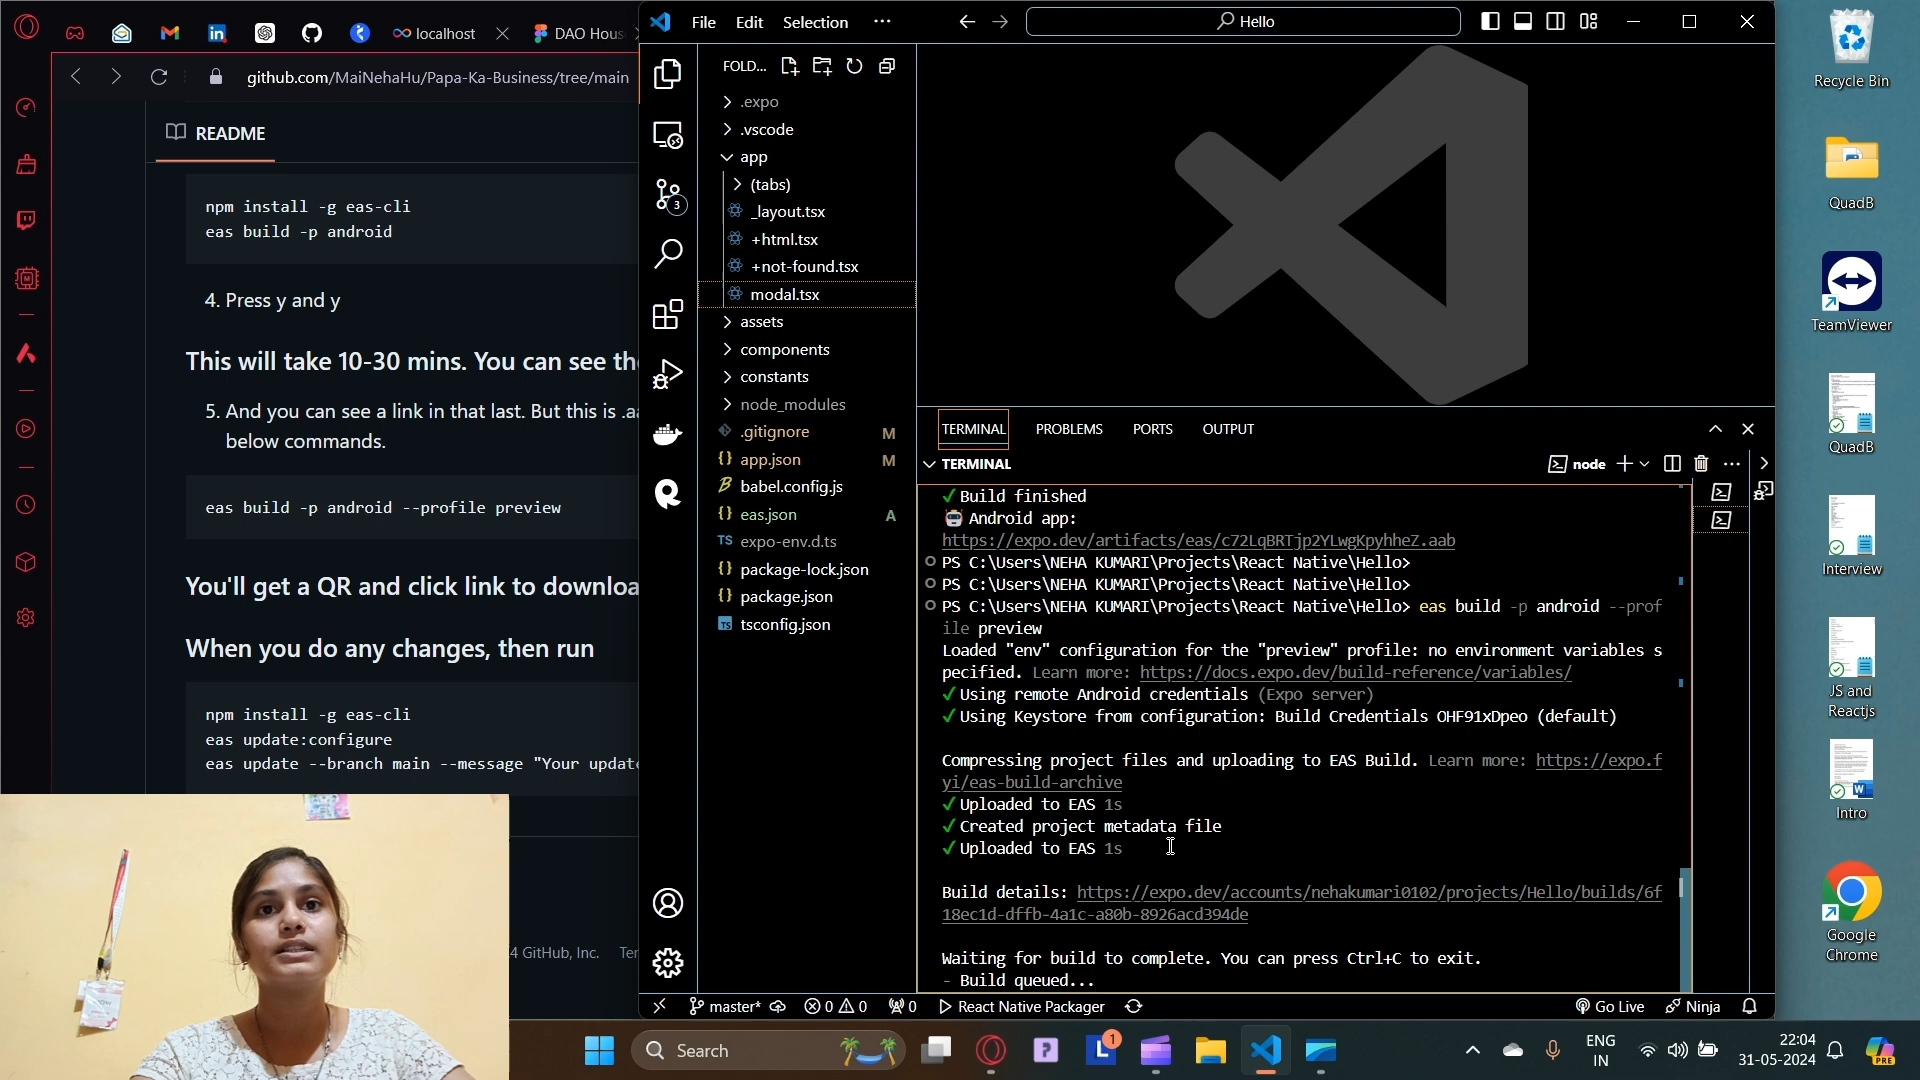 localhost
DAO Hous
github.com/MaiNehaHu/Papa-Ka-Business/tree/main
README
npm install -g eas-cli
eas build -p android
4. Press y and y
This will take 10-30 mins. You can see the
5. And you can see a link in that last. But this is .aa
below commands.
eas build -p android --profile preview
You'll get a QR and click link to downloa
When you do any changes, then run
npm install -g eas-cli
eas update:configure
eas update --branch main --message "Your update
4 GitHub, Inc. Ter
File Edit Selection ···
Hello
FOLD...
.expo
.vscode
app
(tabs)
_layout.tsx
+html.tsx
+not-found.tsx
modal.tsx
assets
components
constants
node_modules
.gitignore M
app.json M
babel.config.js
eas.json A
TS expo-env.d.ts
package-lock.json
package.json
tsconfig.json
3
TERMINAL PROBLEMS PORTS OUTPUT
TERMINAL
node
Build finished
Android app:
https://expo.dev/artifacts/eas/c72LqBRTjp2YLwgKpyhheZ.aab
PS C:\Users\NEHA KUMARI\Projects\React Native\Hello>
PS C:\Users\NEHA KUMARI\Projects\React Native\Hello>
PS C:\Users\NEHA KUMARI\Projects\React Native\Hello> eas build -p android --prof
ile preview
Loaded "env" configuration for the "preview" profile: no environment variables s
pecified. Learn more: https://docs.expo.dev/build-reference/variables/
✓ Using remote Android credentials (Expo server)
✓ Using Keystore from configuration: Build Credentials OHF91xDpeo (default)
Compressing project files and uploading to EAS Build. Learn more: https://expo.f
yi/eas-build-archive
✓ Uploaded to EAS 1s
✓ Created project metadata file
✓ Uploaded to EAS 1s
Build details: https://expo.dev/accounts/nehakumari0102/projects/Hello/builds/6f
18ec1d-dffb-4a1c-a80b-8926acd394de
Waiting for build to complete. You can press Ctrl+C to exit.
- Build queued...
master* 0 0 0 React Native Packager Go Live Ninja
Recycle Bin
QuadB
TeamViewer
QuadB
Interview
JS and
Reactjs
Intro
Google
Chrome
Search
1
ENG
IN
22:04
31-05-2024
PRE